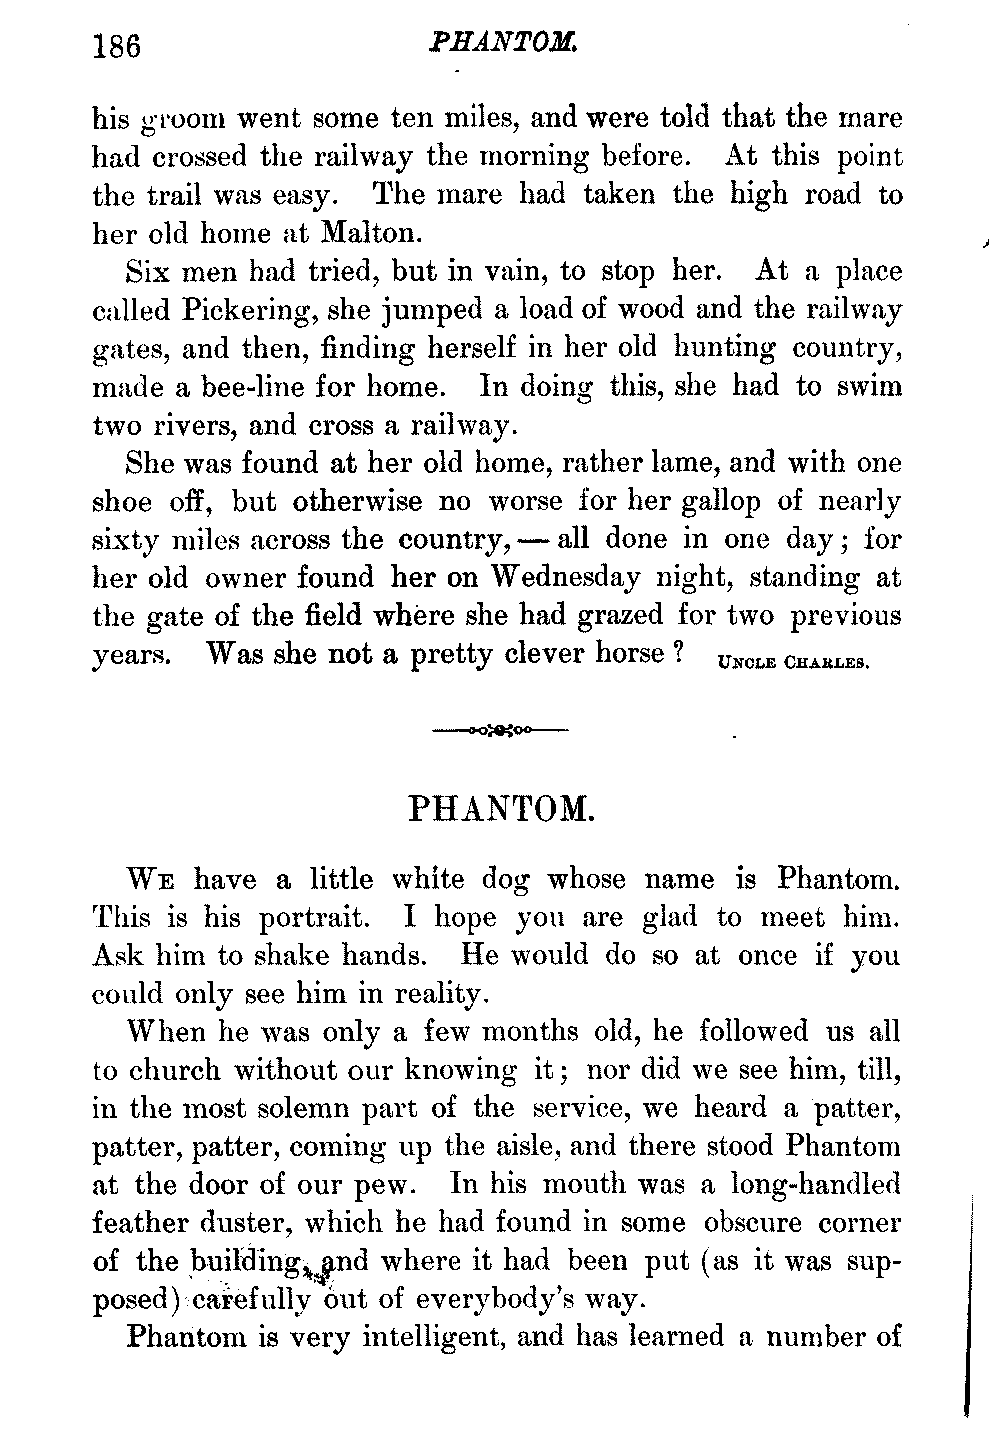 186 PHANTOM.
his groom went some ten miles, and were told that the mare
had crossed the railway the morning before. At this point
the trail was easy. The mare had taken the high road to
her old home at Malton.
Six men had tried, but in vain, to stop her. At a place
called Pickering, she jumped a load of wood and the railway
gates, and then, finding herself in her old hunting country,
made a bee-line for home. In doing this, she had to swim
two rivers, and cross a railway.
She was found at her old home, rather lame, and with one
shoe off, but otherwise no worse for her gallop of nearly
sixty miles across the country, — all done in one day; for
her old owner found her on Wednesday night, standing at
the gate of the field where she had grazed for two previous
years. Was she not a pretty clever horse? UNCLE CHARLES.
PHANTOM.
WE have a little white dog whose name is Phantom.
This is his portrait. I hope you are glad to meet him.
Ask him to shake hands. He would do so at once if you
could only see him in reality.
When he was only a few months old, he followed us all
to church without our knowing it; nor did we see him, till,
in the most solemn part of the service, we heard a patter,
patter, patter, coming up the aisle, and there stood Phantom
at the door of our pew. In his mouth was a long-handled
feather duster, which he had found in some obscure corner
of the building, and where it had been put (as it was sup-
posed) carefully out of everybody's way.
Phantom is very intelligent, and has learned a number of